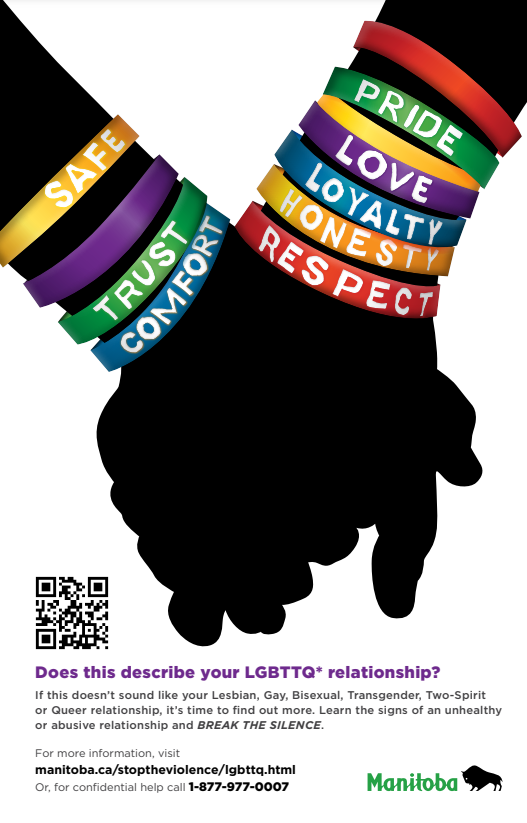 SAFE
TRUST
COMFORT
PRIDE
LOVE
LOYALTY
HONESTY
RESPECT
Does this describe your LGBTTQ* relationship?
If this doesn’t sound like your Lesbian, Gay, Bisexual, Transgender, Two-Spirit
or Queer relationship, it’s time to find out more. Learn the signs of an unhealthy
or abusive relationship and BREAK THE SILENCE.
For more information, visit
manitoba.ca/stoptheviolence/lgbttq.html
Or, for confidential help call 1-877-977-0007
Manitoba